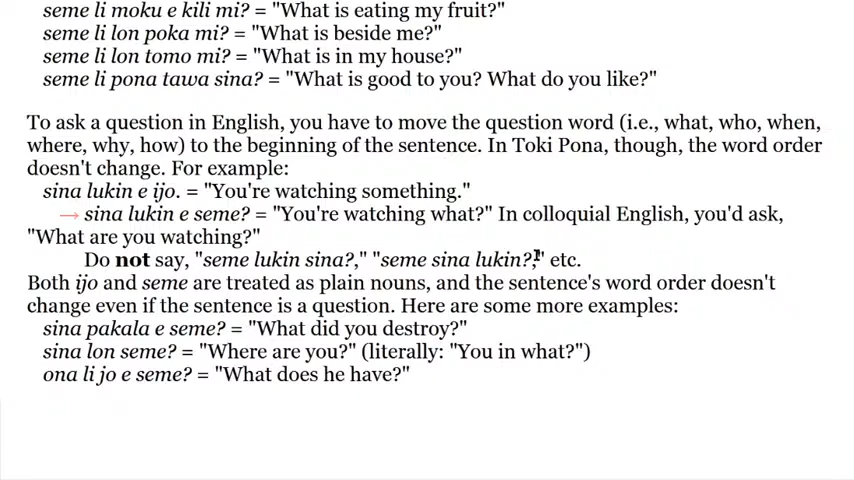 seme li moku e kili mi? = "What is eating my fruit?"
seme li lon poka mi? = "What is beside me?"
seme li lon tomo mi? = "What is in my house?"
seme li pona tawa sina? = "What is good to you? What do you like?"
To ask a question in English, you have to move the question word (i.e., what, who, when,
where, why, how) to the beginning of the sentence. In Toki Pona, though, the word order
doesn't change. For example:
sina lukin e ijo. = "You're watching something."
→ sina lukin e seme? = "You're watching what?" In colloquial English, you'd ask,
"What are you watching?"
Do not say, "seme lukin sina?," "seme sina lukin?," etc.
Both ijo and seme are treated as plain nouns, and the sentence's word order doesn't
change even if the sentence is a question. Here are some more examples:
sina pakala e seme? = "What did you destroy?"
sina lon seme? = "Where are you?" (literally: "You in what?")
ona li jo e seme? = "What does he have?"